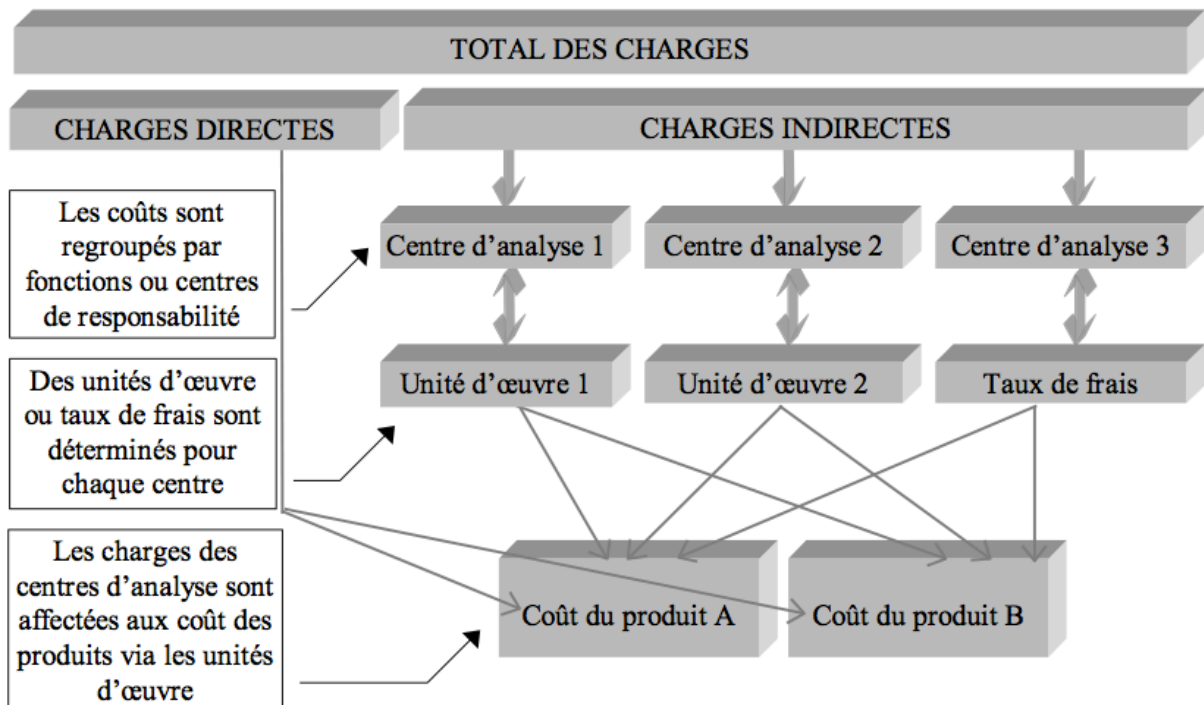 TOTAL DES CHARGES
CHARGES DIRECTES
CHARGES INDIRECTES
Les coûts sont
regroupés par
fonctions ou centres
de responsabilité
Centre d’analyse 1
Centre d’analyse 2
Centre d’analyse 3
Des unités d’œuvre
ou taux de frais sont
déterminés pour
chaque centre
Unité d’œuvre 1
Unité d’œuvre 2
Taux de frais
Les charges des
centres d’analyse sont
affectées aux coût des
produits via les unités
d’œuvre
Coût du produit A
Coût du produit B